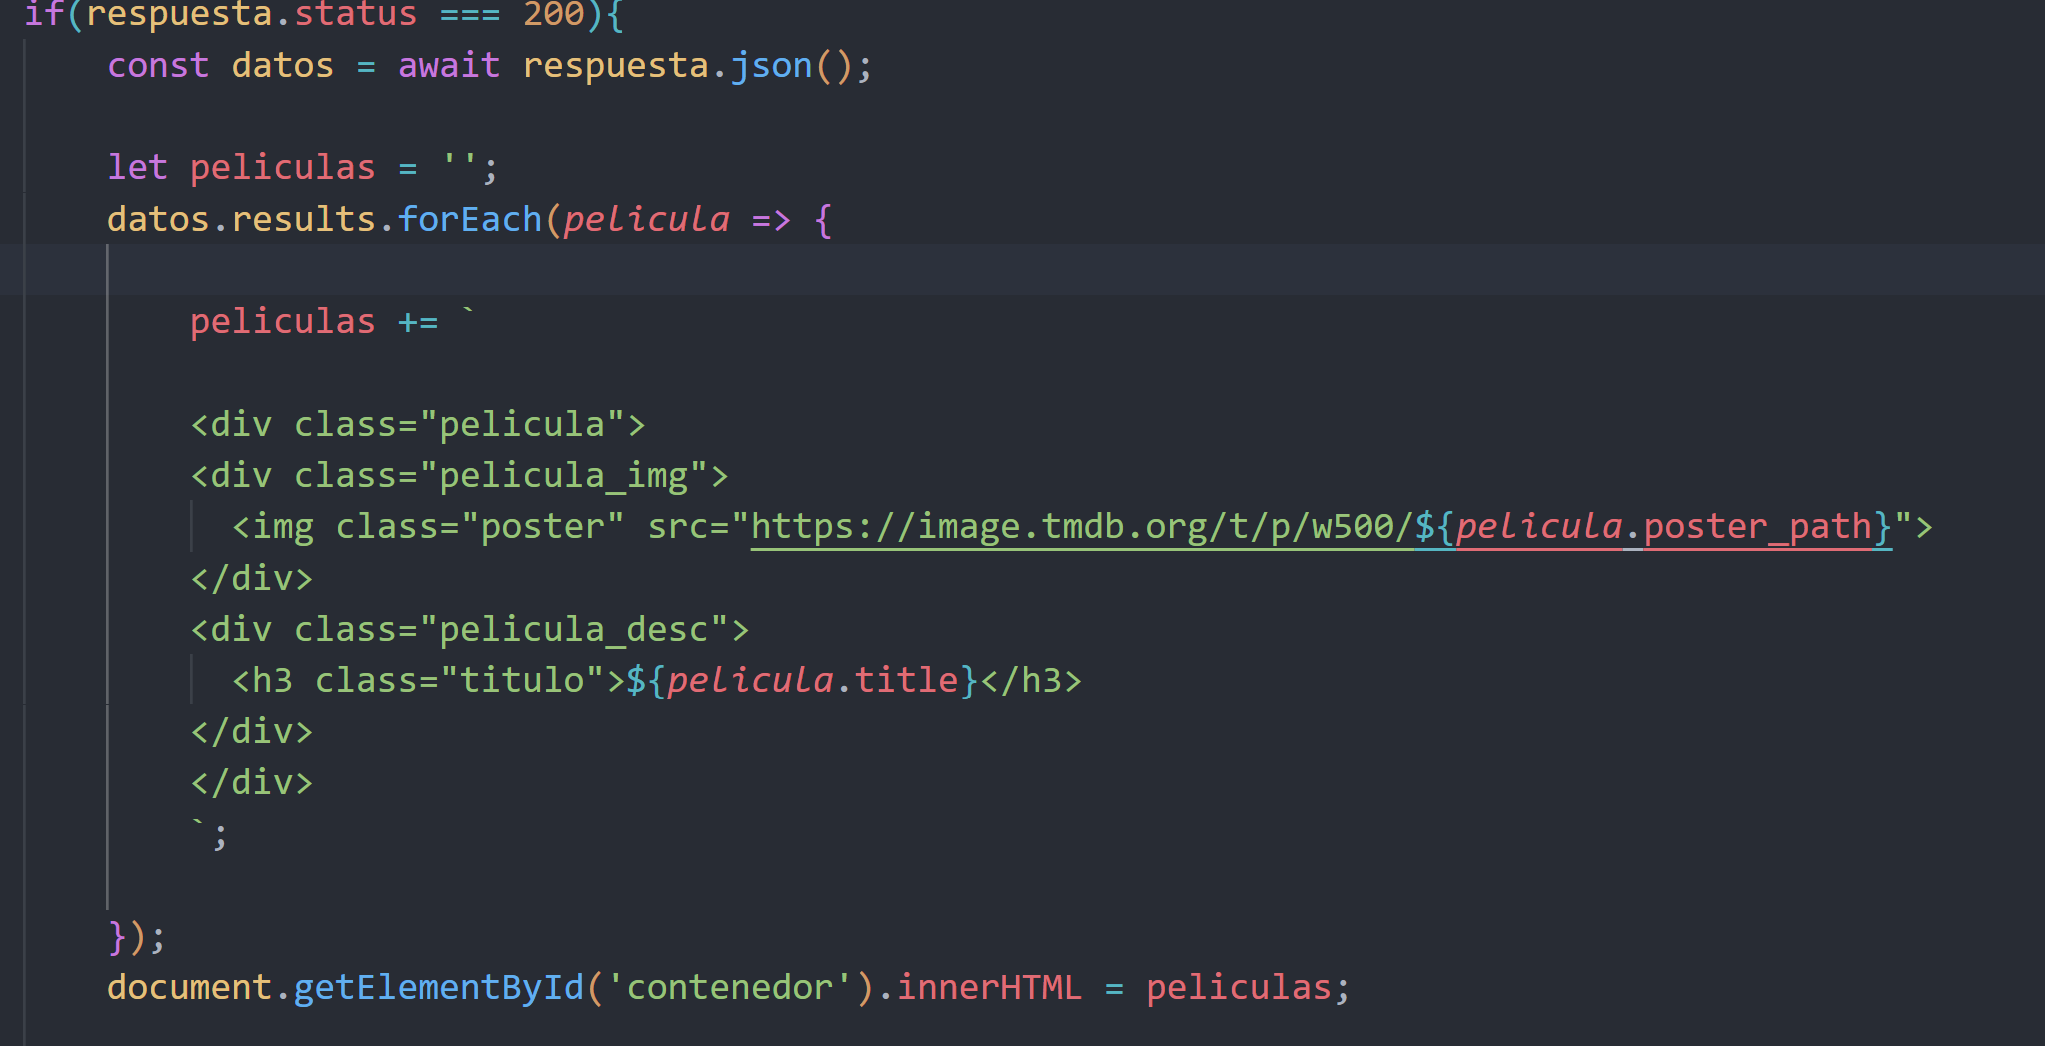 if(respuesta.status === 200){
const datos = await respuesta.json();
let peliculas = '';
datos.results.forEach(pelicula => {
peliculas += `
<div class="pelicula">
<div class="pelicula_img">
<img class="poster" src="https://image.tmdb.org/t/p/w500/${pelicula.poster_path}">
</div>
<div class="pelicula_desc">
<h3 class="titulo">${pelicula.title}</h3>
</div>
</div>
`;
});
document.getElementById('contenedor').innerHTML = peliculas;